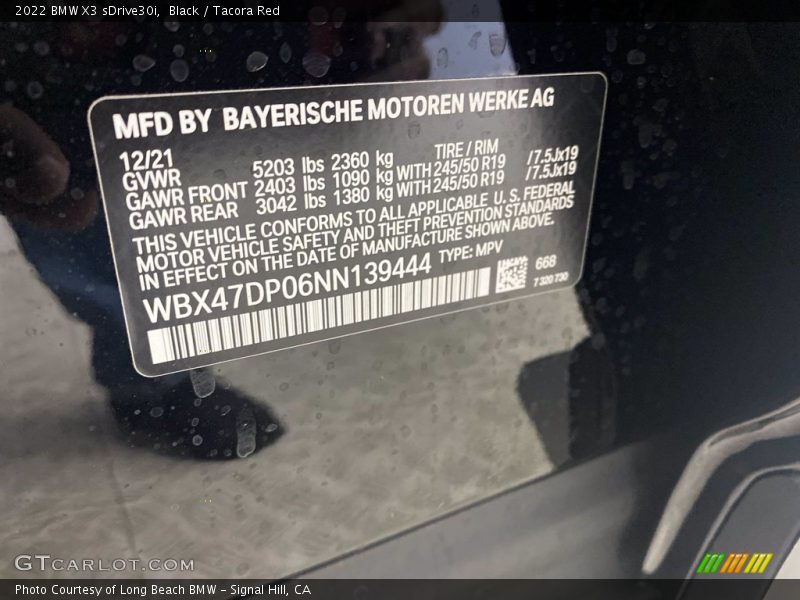 2022 BMW X3 sDrive30i, Black / Tacora Red
MFD BY BAYERISCHE MOTOREN WERKE AG
12/21 TIRE / RIM
GVWR 5203 lbs 2360 kg
GAWR FRONT 2403 lbs 1090 kg WITH 245/50 R19 /7.5Jx19
GAWR REAR 3042 lbs 1380 kg WITH 245/50 R19 /7.5Jx19
THIS VEHICLE CONFORMS TO ALL APPLICABLE U. S. FEDERAL
MOTOR VEHICLE SAFETY AND THEFT PREVENTION STANDARDS
IN EFFECT ON THE DATE OF MANUFACTURE SHOWN ABOVE.
WBX47DP06NN139444 TYPE: MPV
668
7 320 730
GTCARLOT.COM
Photo Courtesy of Long Beach BMW – Signal Hill, CA